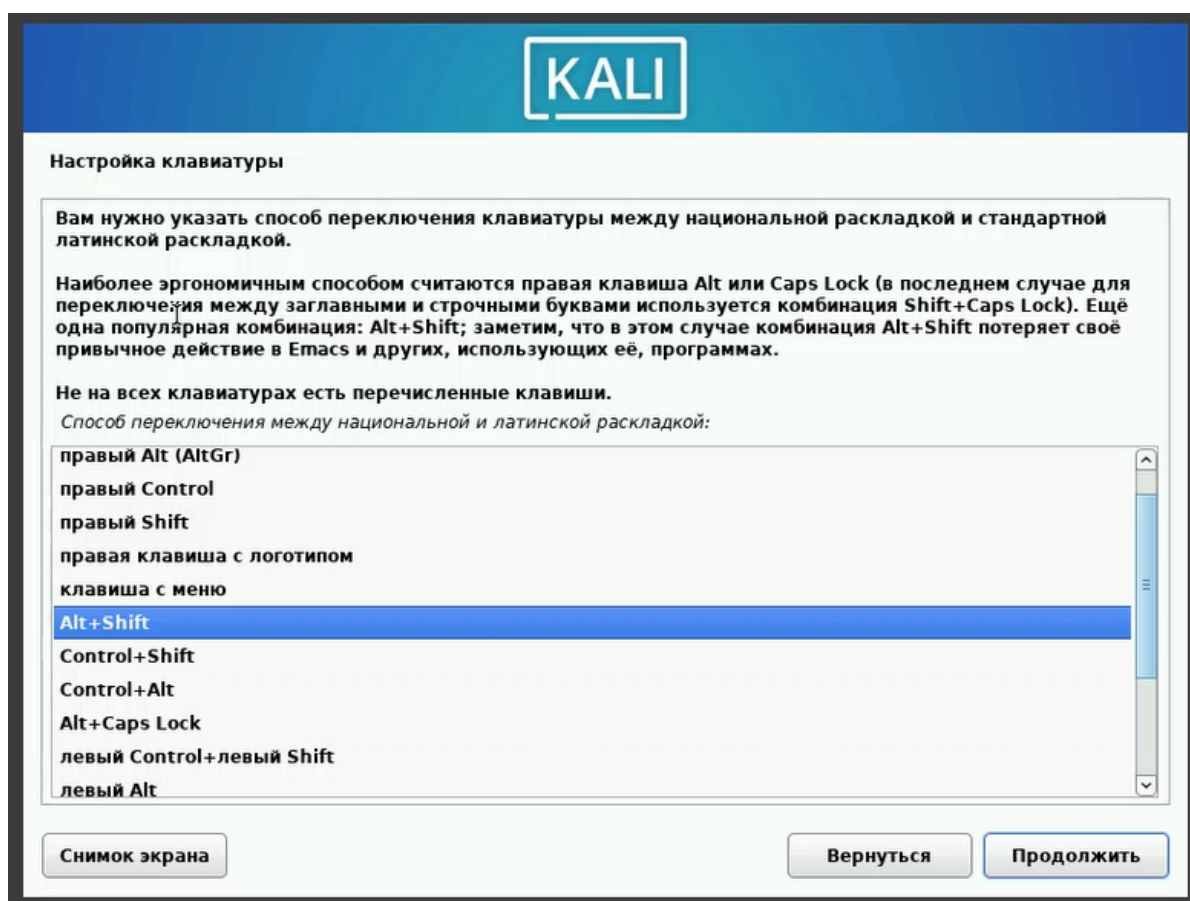 KALI
Настройка клавиатуры
Вам нужно указать способ переключения клавиатуры между национальной раскладкой и стандартной
латинской раскладкой.
Наиболее эргономичным способом считаются правая клавиша Alt или Caps Lock (в последнем случае для
переключения между заглавными и строчными буквами используется комбинация Shift+Caps Lock). Ещё
одна популярная комбинация: Alt+Shift; заметим, что в этом случае комбинация Alt+Shift потеряет своё
привычное действие в Emacs и других, использующих её, программах.
Не на всех клавиатурах есть перечисленные клавиши.
Способ переключения между национальной и латинской раскладкой:
правый Alt (AltGr)
правый Control
правый Shift
правая клавиша с логотипом
клавиша с меню
Alt+Shift
Control+Shift
Control+Alt
Alt+Caps Lock
левый Control+левый Shift
левый Alt
Снимок экрана
Вернуться
Продолжить